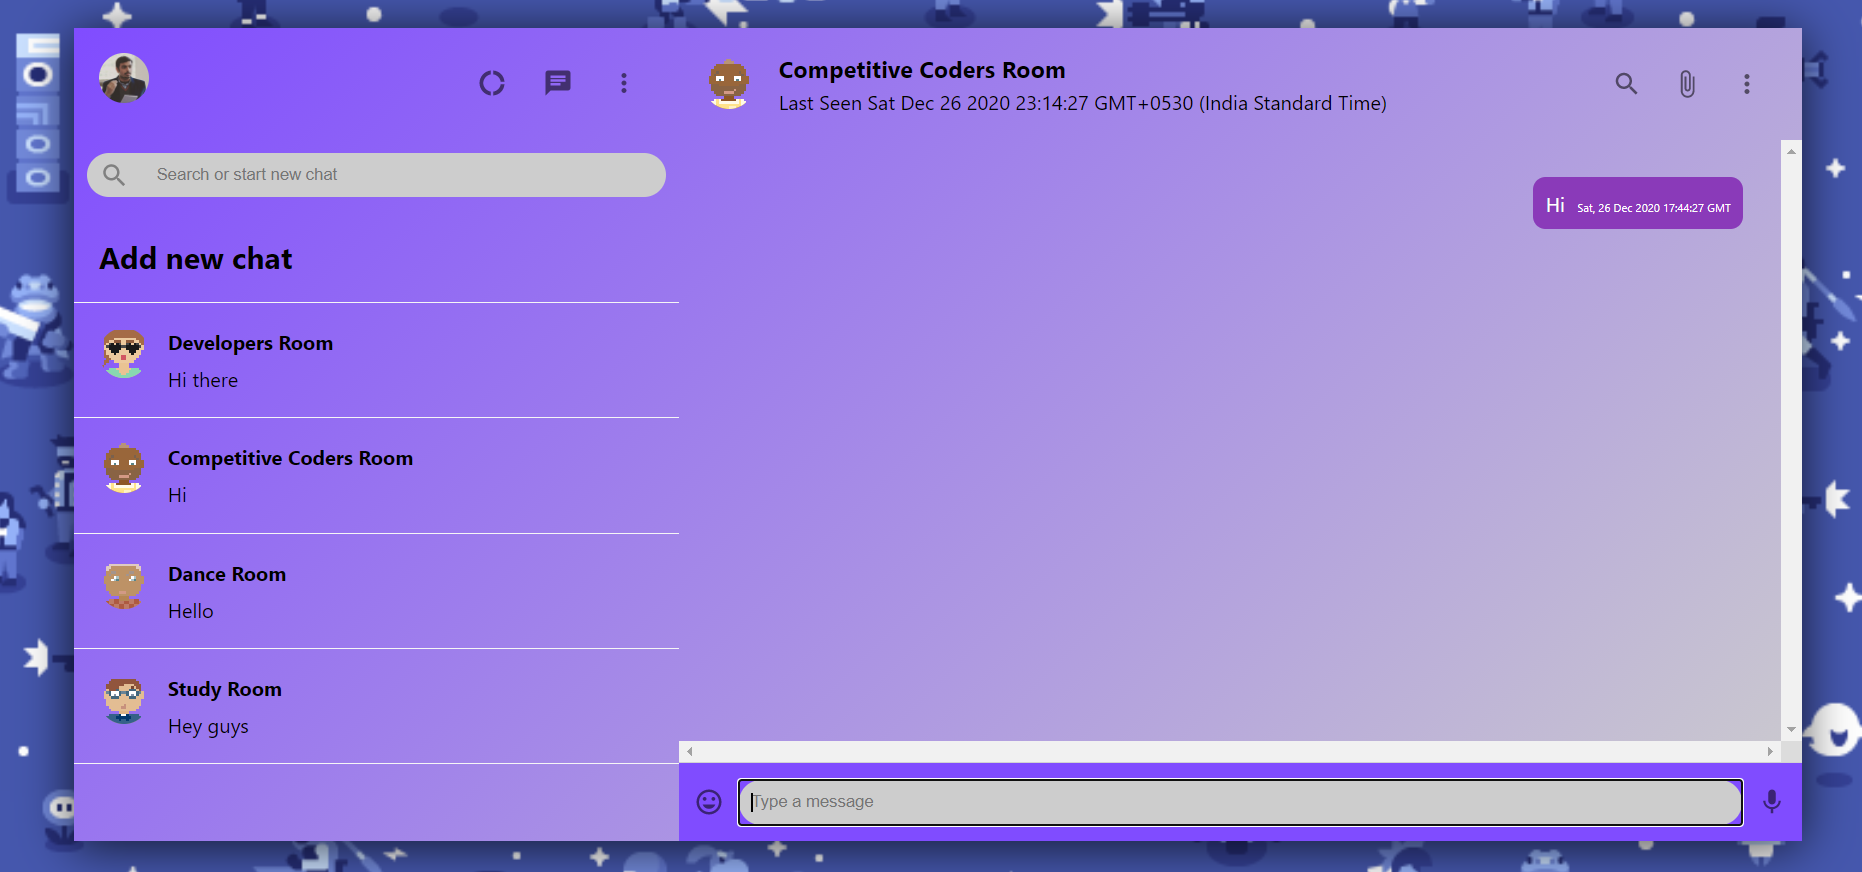 Search or start new chat
Add new chat
Developers Room
Hi there
Competitive Coders Room
Hi
Dance Room
Hello
Study Room
Hey guys
Competitive Coders Room
Last Seen Sat Dec 26 2020 23:14:27 GMT+0530 (India Standard Time)
Hi Sat, 26 Dec 2020 17:44:27 GMT
Type a message